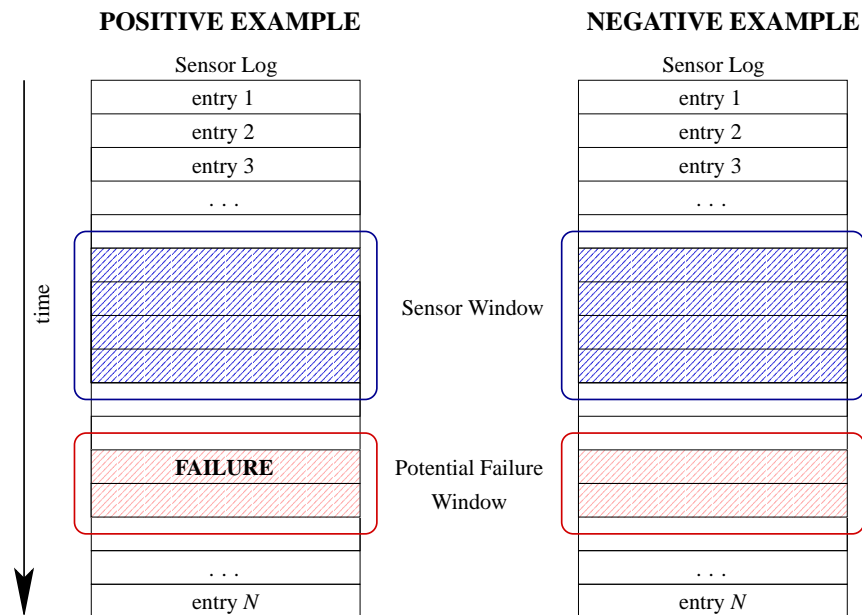 POSITIVE EXAMPLE
NEGATIVE EXAMPLE
Sensor Log
Sensor Log
entry 1
entry 1
entry 2
entry 2
entry 3
entry 3
. . .
. . .
time
Sensor Window
FAILURE
Potential Failure
Window
. . .
. . .
entry N
entry N